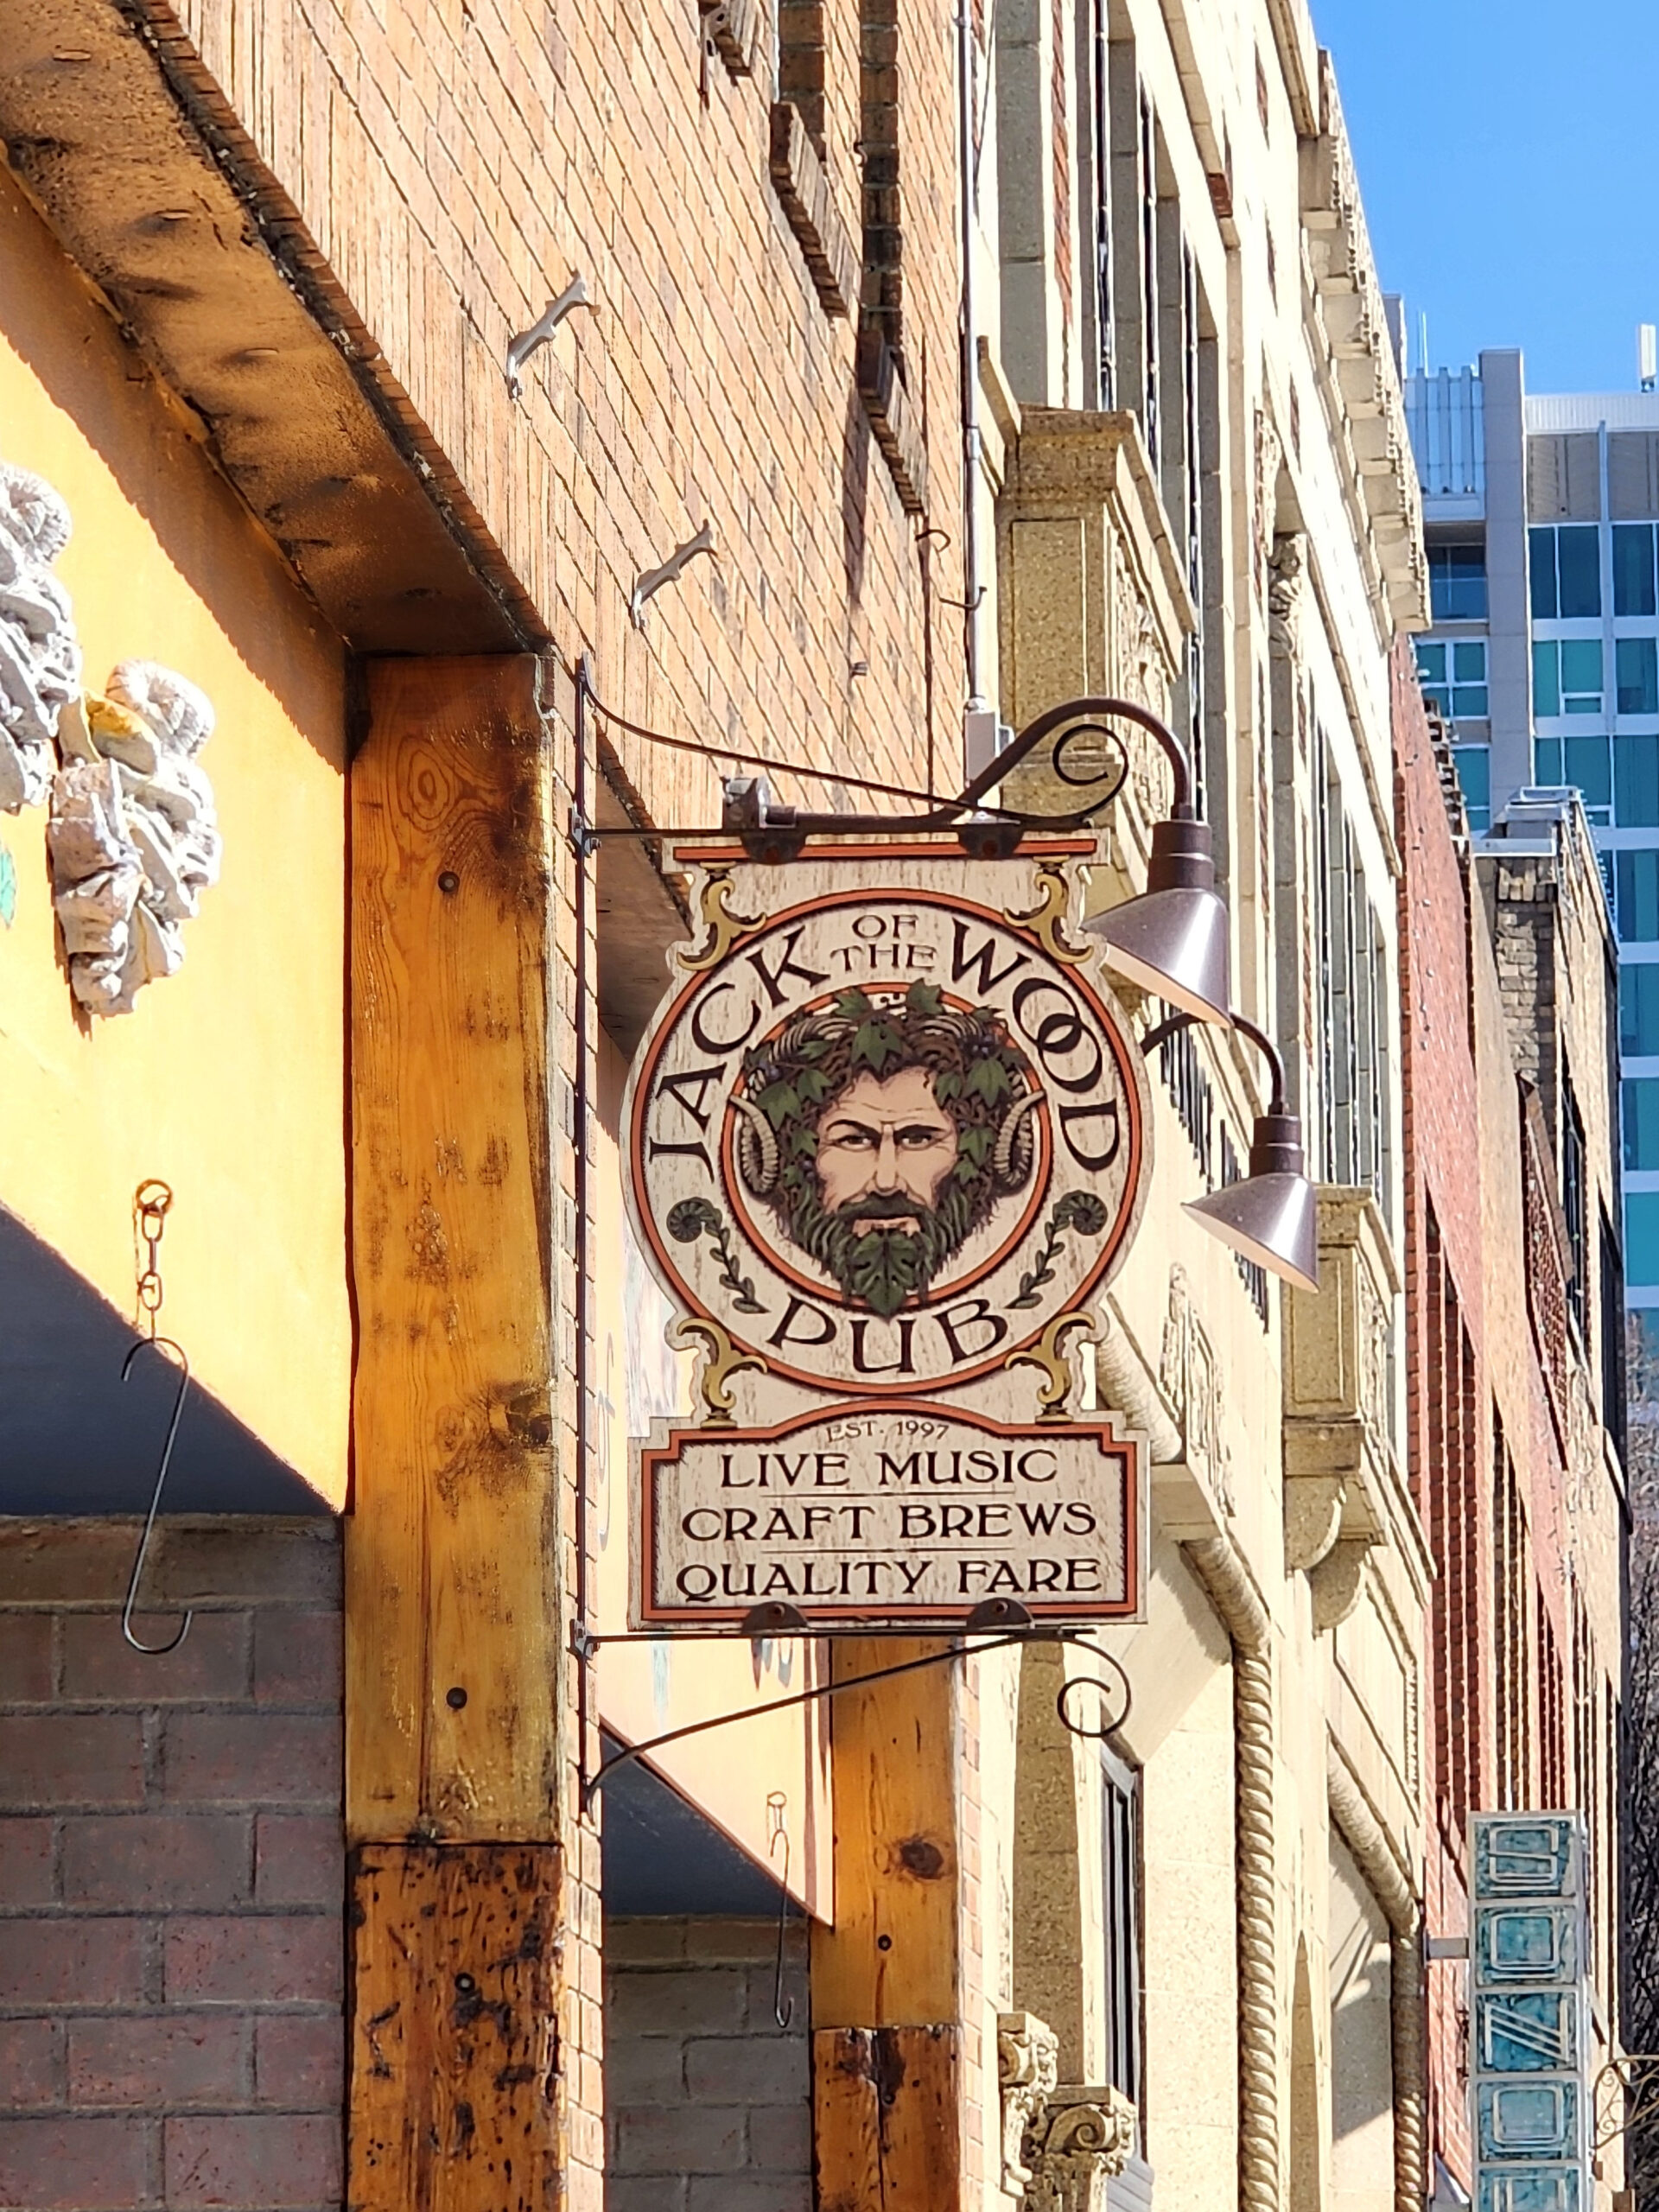 JACK OF THE WOOD
PUB
EST. 1997
LIVE MUSIC
CRAFT BREWS
QUALITY FARE